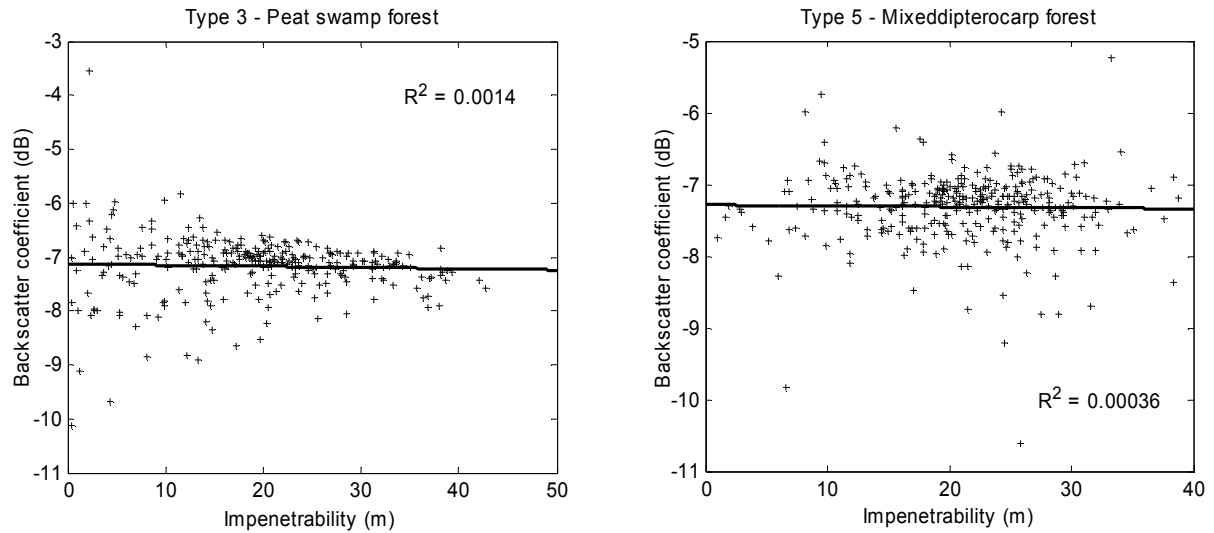 Type 3 - Peat swamp forest
-3
-4
-5
-6
-7
-8
-9
-10
-11
Backscatter coefficient (dB)
R² = 0.0014
0 10 20 30 40 50
Impenetrability (m)
Type 5 - Mixeddipterocarp forest
-5
-6
-7
-8
-9
-10
-11
Backscatter coefficient (dB)
R² = 0.00036
0 10 20 30 40
Impenetrability (m)